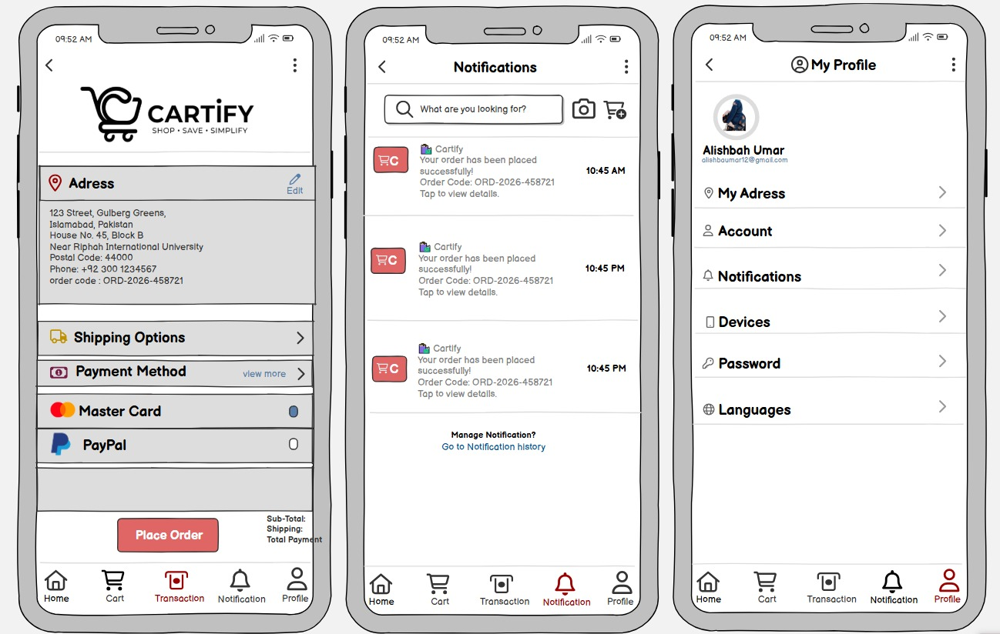 09:52 AM
CARTIFY
SHOP • SAVE • SIMPLIFY
Adress
Edit
123 Street, Gulberg Greens,
Islamabad, Pakistan
House No. 45, Block B
Near Riphah International University
Postal Code: 44000
Phone: +92 300 1234567
order code : ORD-2026-458721
Shipping Options
Payment Method
view more
Master Card
PayPal
Place Order
Sub-Total:
Shipping:
Total Payment
Home
Cart
Transaction
Notification
Profile
09:52 AM
Notifications
What are you looking for?
C
Cartify
Your order has been placed
successfully!
Order Code: ORD-2026-458721
Tap to view details.
10:45 AM
C
Cartify
Your order has been placed
successfully!
Order Code: ORD-2026-458721
Tap to view details.
10:45 PM
C
Cartify
Your order has been placed
successfully!
Order Code: ORD-2026-458721
Tap to view details.
10:45 PM
Manage Notification?
Go to Notification history
Home
Cart
Transaction
Notification
Profile
09:52 AM
My Profile
Alishbah Umar
alishbaumar12@gmail.com
My Adress
Account
Notifications
Devices
Password
Languages
Home
Cart
Transaction
Notification
Profile